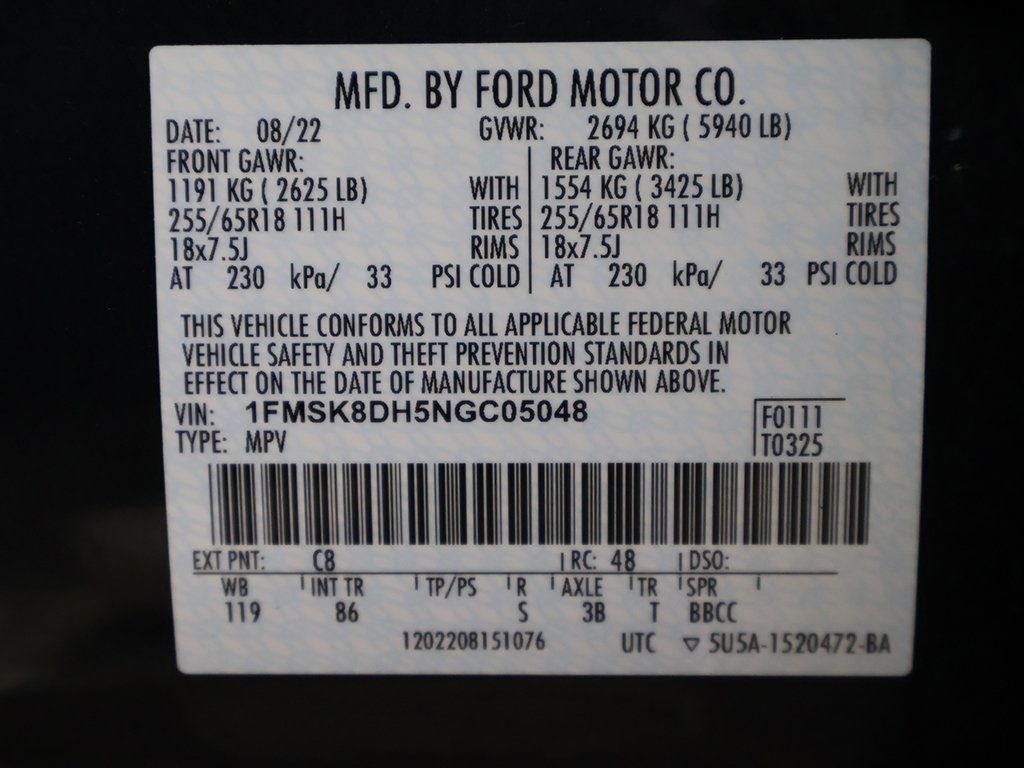 MFD. BY FORD MOTOR CO.
DATE: 08/22 GVWR: 2694 KG ( 5940 LB)
FRONT GAWR: REAR GAWR:
1191 KG ( 2625 LB) WITH 1554 KG ( 3425 LB) WITH
255/65R18 111H TIRES 255/65R18 111H TIRES
18x7.5J RIMS 18x7.5J RIMS
AT 230 kPa/ 33 PSI COLD AT 230 kPa/ 33 PSI COLD
THIS VEHICLE CONFORMS TO ALL APPLICABLE FEDERAL MOTOR
VEHICLE SAFETY AND THEFT PREVENTION STANDARDS IN
EFFECT ON THE DATE OF MANUFACTURE SHOWN ABOVE.
VIN: 1FMSK8DH5NGC05048 F0111
TYPE: MPV T0325
EXT PNT: C8 RC: 48 DSO:
WB INT TR TP/PS R AXLE TR SPR
119 86 S 3B T BBCC
1202208151076 UTC ▽ 5U5A-1520472-BA